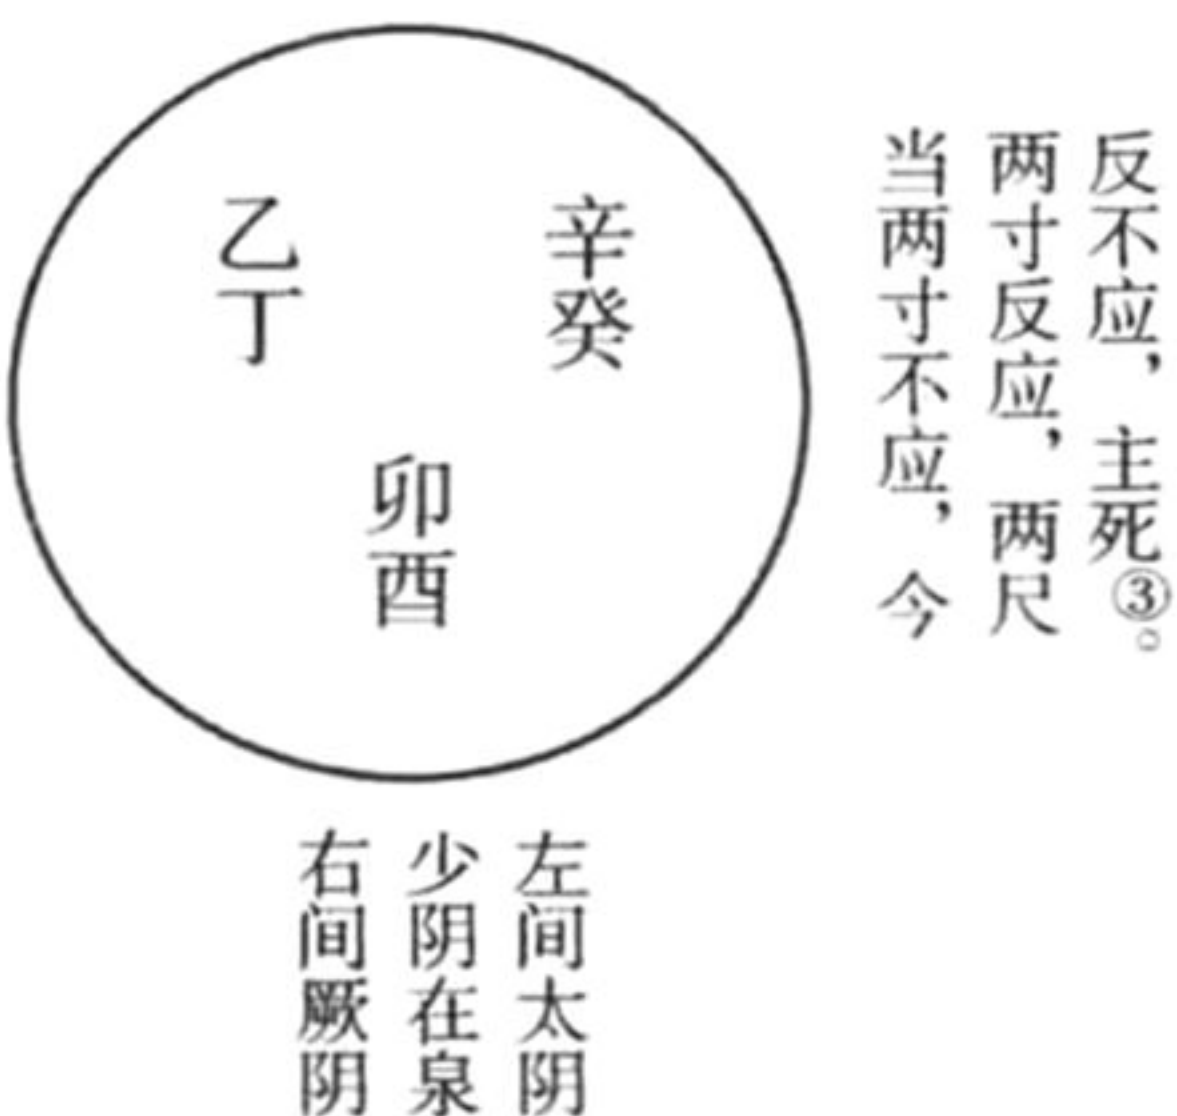 乙丁
辛癸
卯酉
当两寸不应，今
两寸反应，两尺
反不应，主死③。
右间厥阴
少阴在泉
左间太阴